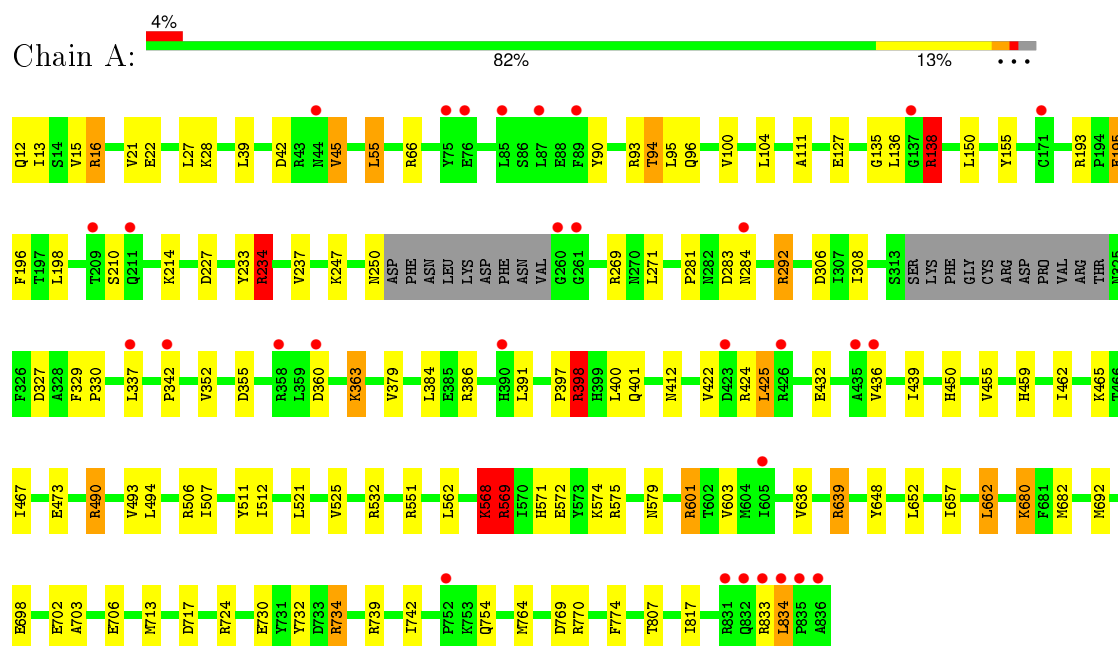 4%
Chain A:
82% 13% • • •
Q12 I13 S14 V15 R16 V21 E22 L27 K28 L39 D42 R43 N44 V45 L55 R66 Y75 E76 L85 S86 L87 E88 F89 Y90 R93 T94 L95 Q96 V100 L104 A111 E127 G135 L136 G137 R138 L150 Y155 C171 R193 P194 E195
F196 T197 L198 T209 S210 Q211 K214 D227 Y233 R234 V237 K247 N250 ASP PHE ASN LEU LYS ASP PHE ASN VAL G260 G261 R269 N270 L271 P281 N282 D283 N284 R292 D306 I307 I308 S313 SER LYS PHE GLY CYS ARG ASP PRO VAL ARG THR N325
F326 D327 A328 F329 P330 L337 P342 V352 D355 R358 L359 D360 K363 V379 L384 E385 R386 H390 L391 P397 R398 H399 L400 Q401 N412 V422 D423 R424 L425 R426 E432 A435 V436 I439 H450 V455 H459 I462 K465 T466
I467 E473 R490 V493 L494 R506 I507 Y511 I512 L521 V525 R532 R551 L562 K568 R569 I570 H571 E572 Y573 K574 R575 N579 R601 T602 V603 M604 I605 V636 R639 Y648 L652 I657 L662 K680 F681 M682 M692
E698 E702 A703 E706 M713 D717 R724 E730 Y731 Y732 D733 R734 R739 I742 P752 K753 Q754 M764 D769 R770 F774 T807 I817 R831 Q832 R833 L834 P835 A836